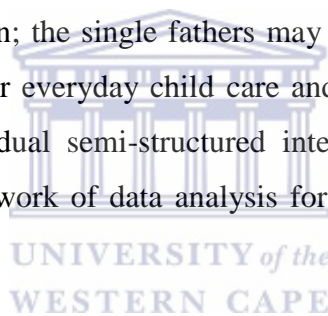 n; the single fathers may
r everyday child care and
dual semi-structured inte
work of data analysis for
UNIVERSITY of the
WESTERN CAPE